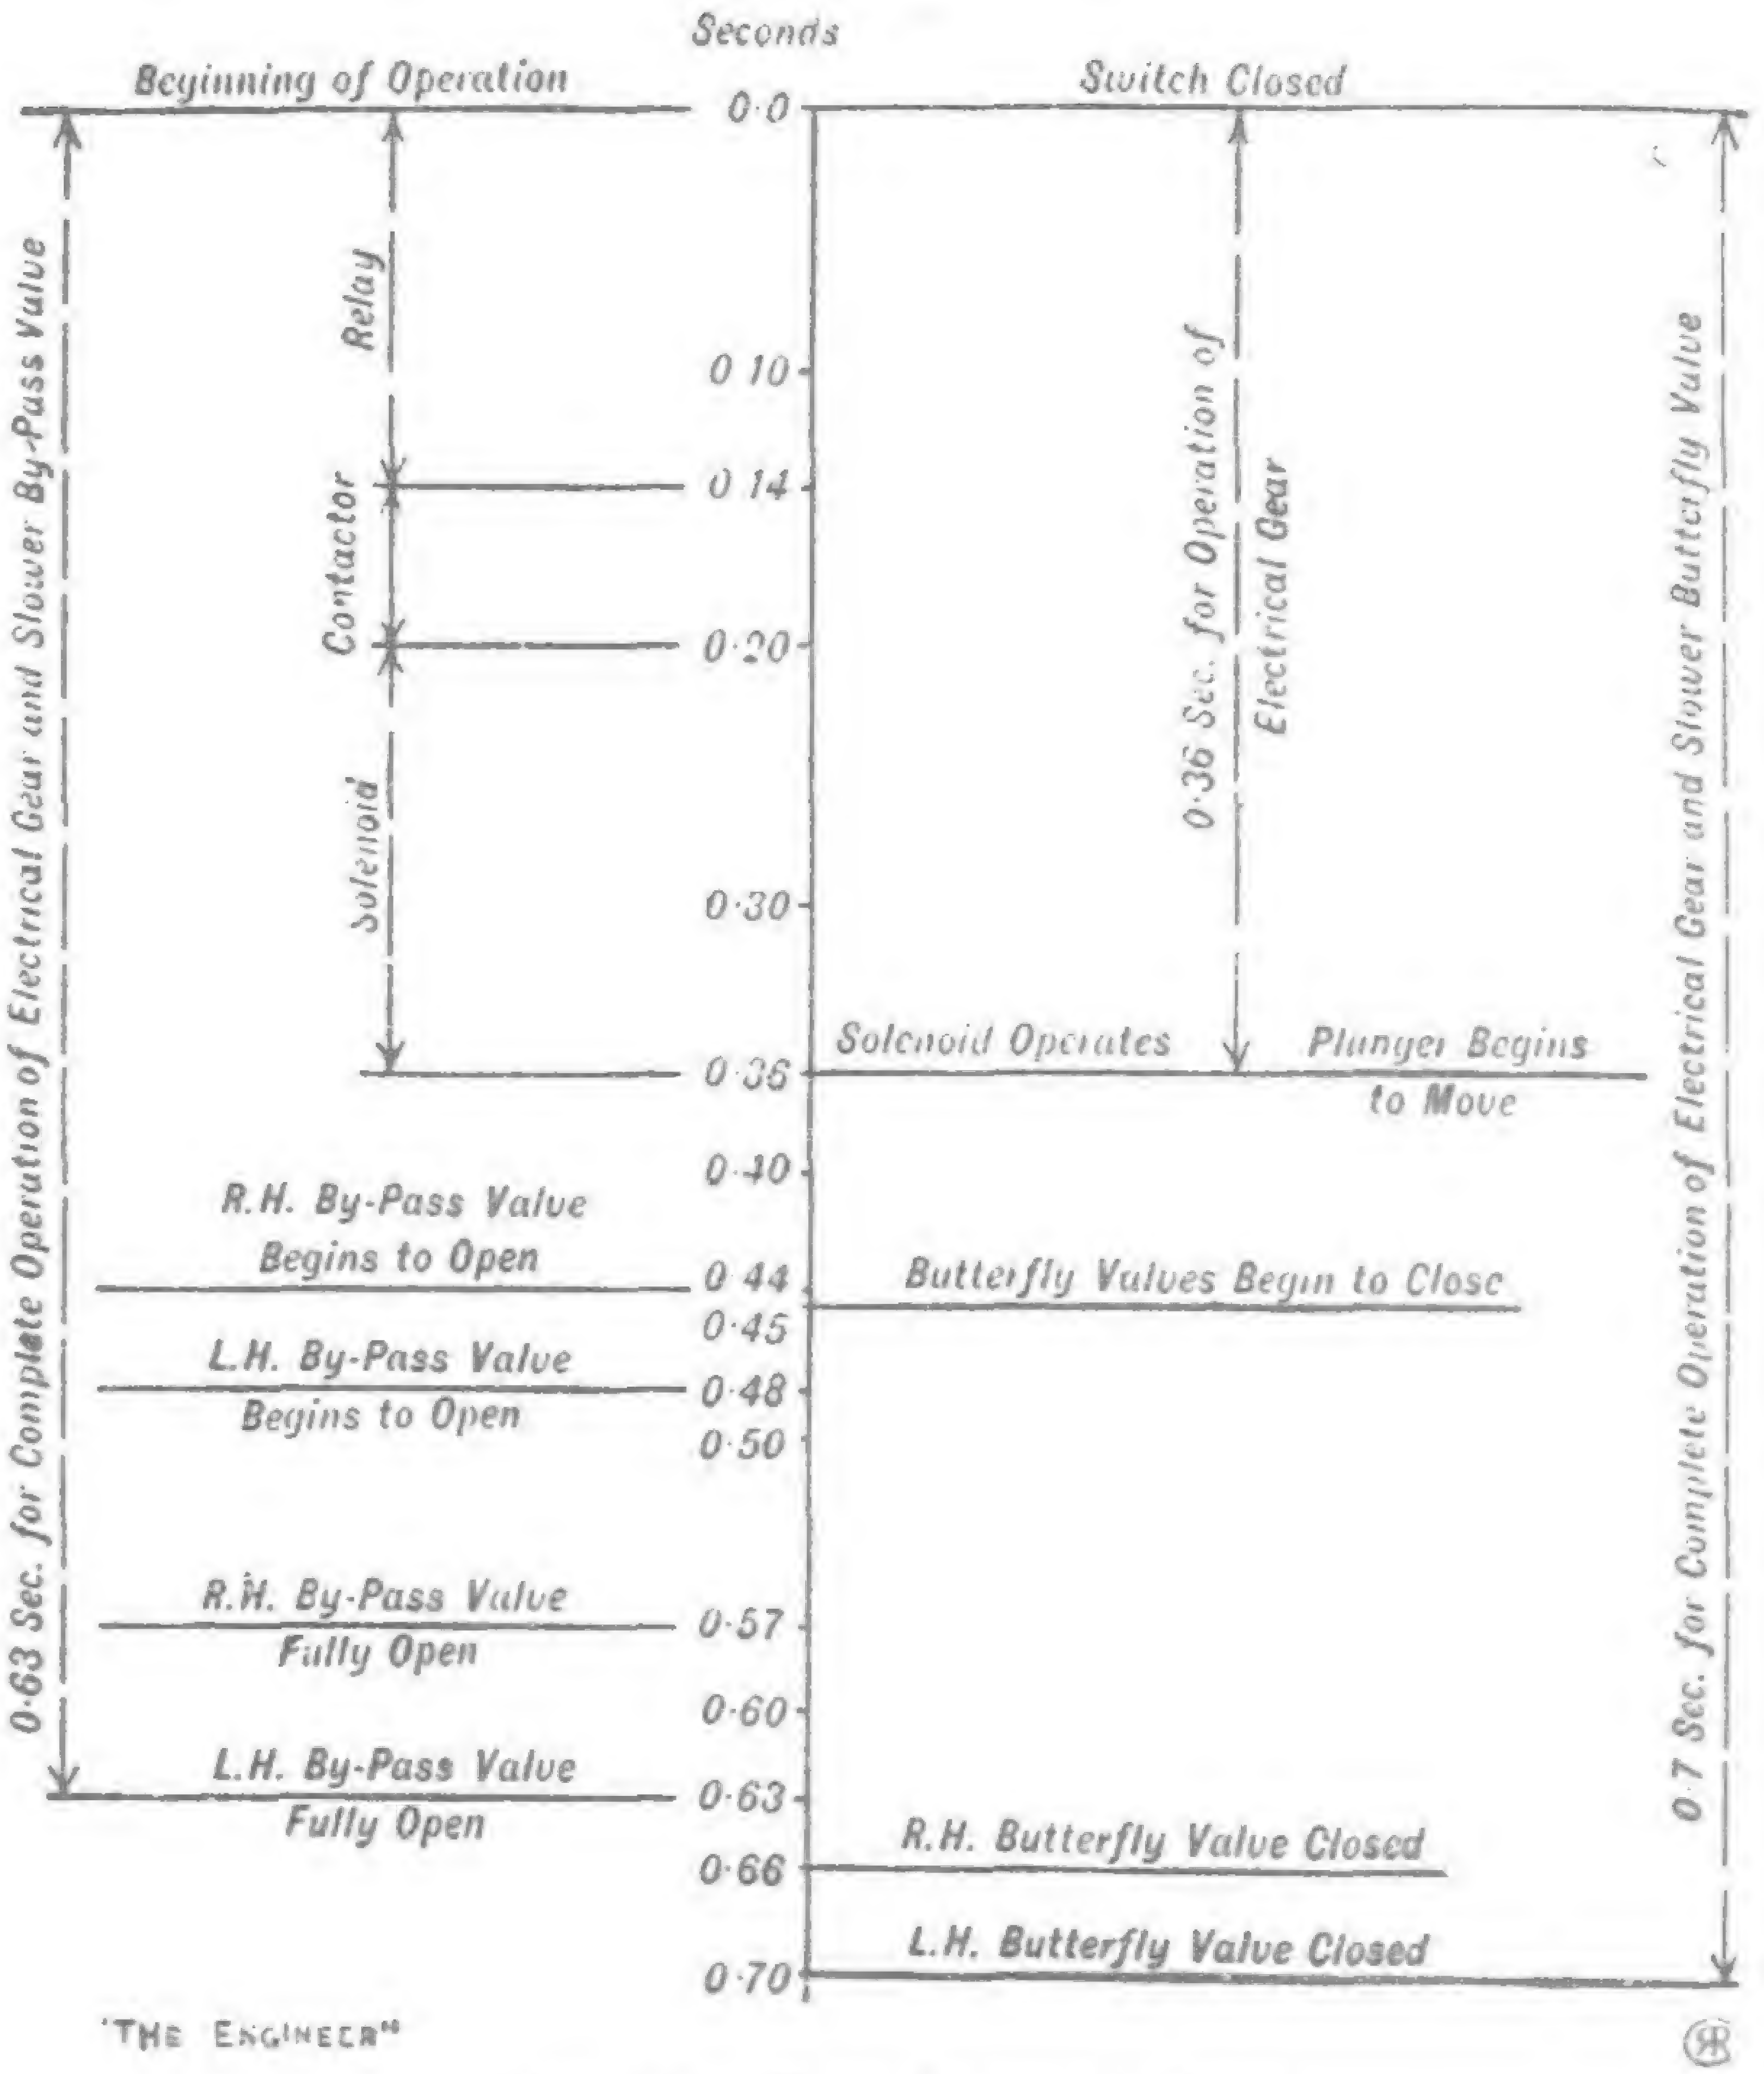 Seconds
Beginning of Operation
Switch Closed
0·0
0·63 Sec. for Complete Operation of Electrical Gear and Slower By-Pass Valve
Relay
Contactor
Solenoid
0·36 Sec. for Operation of
Electrical Gear
0·7 Sec. for Complete Operation of Electrical Gear and Slower Butterfly Valve
0 10
0 14
0·20
0·30
Solenoid Operates
Plunger Begins
to Move
0·36
0·40
R.H. By-Pass Valve
Begins to Open
0 44
Butterfly Valves Begin to Close
0·45
L.H. By-Pass Valve
Begins to Open
0·48
0·50
R.H. By-Pass Valve
Fully Open
0·57
0·60
L.H. By-Pass Valve
Fully Open
0·63
R.H. Butterfly Valve Closed
0·66
L.H. Butterfly Valve Closed
0·70
"THE ENGINEER"